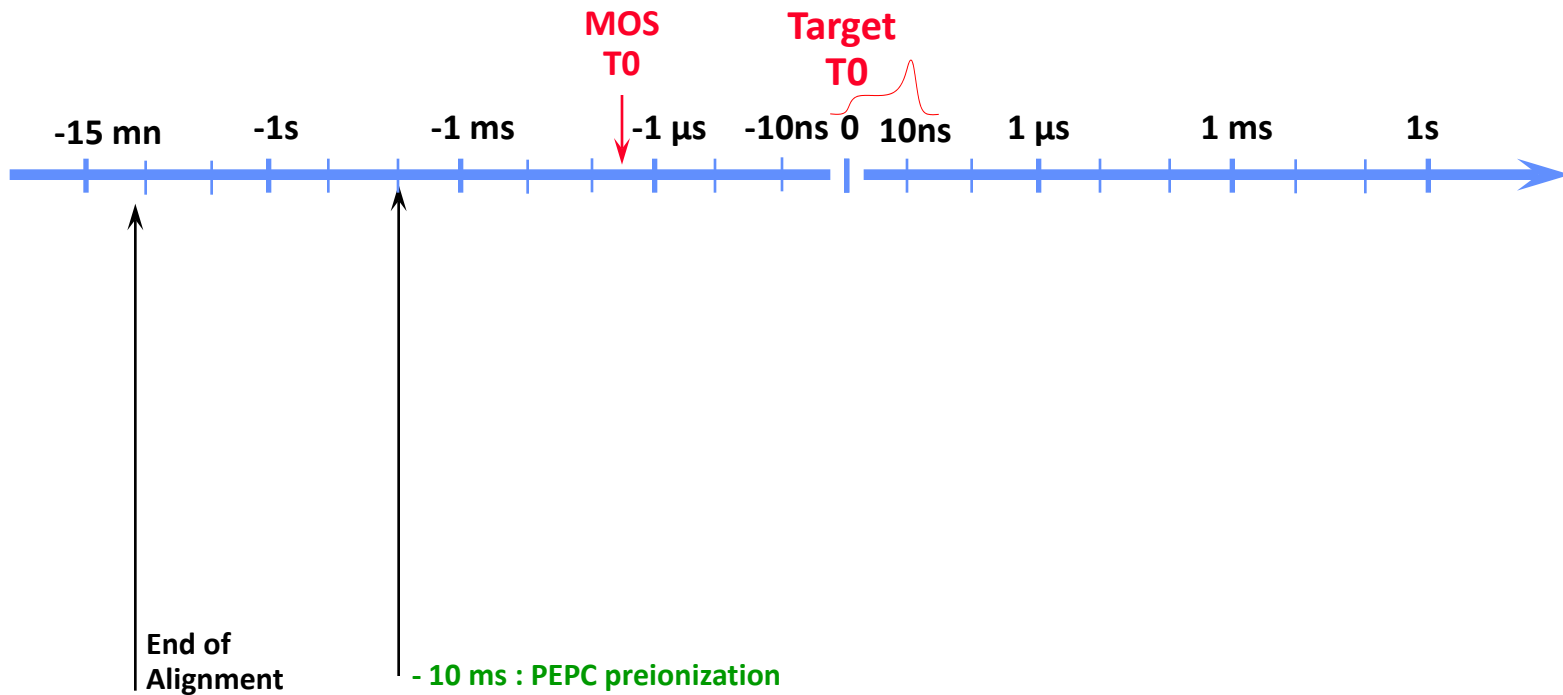 MOS
T0
Target
T0
-15 mn
-1s
-1 ms
-1 µs
-10ns
0
10ns
1 µs
1 ms
1s
End of
Alignment
- 10 ms : PEPC preionization